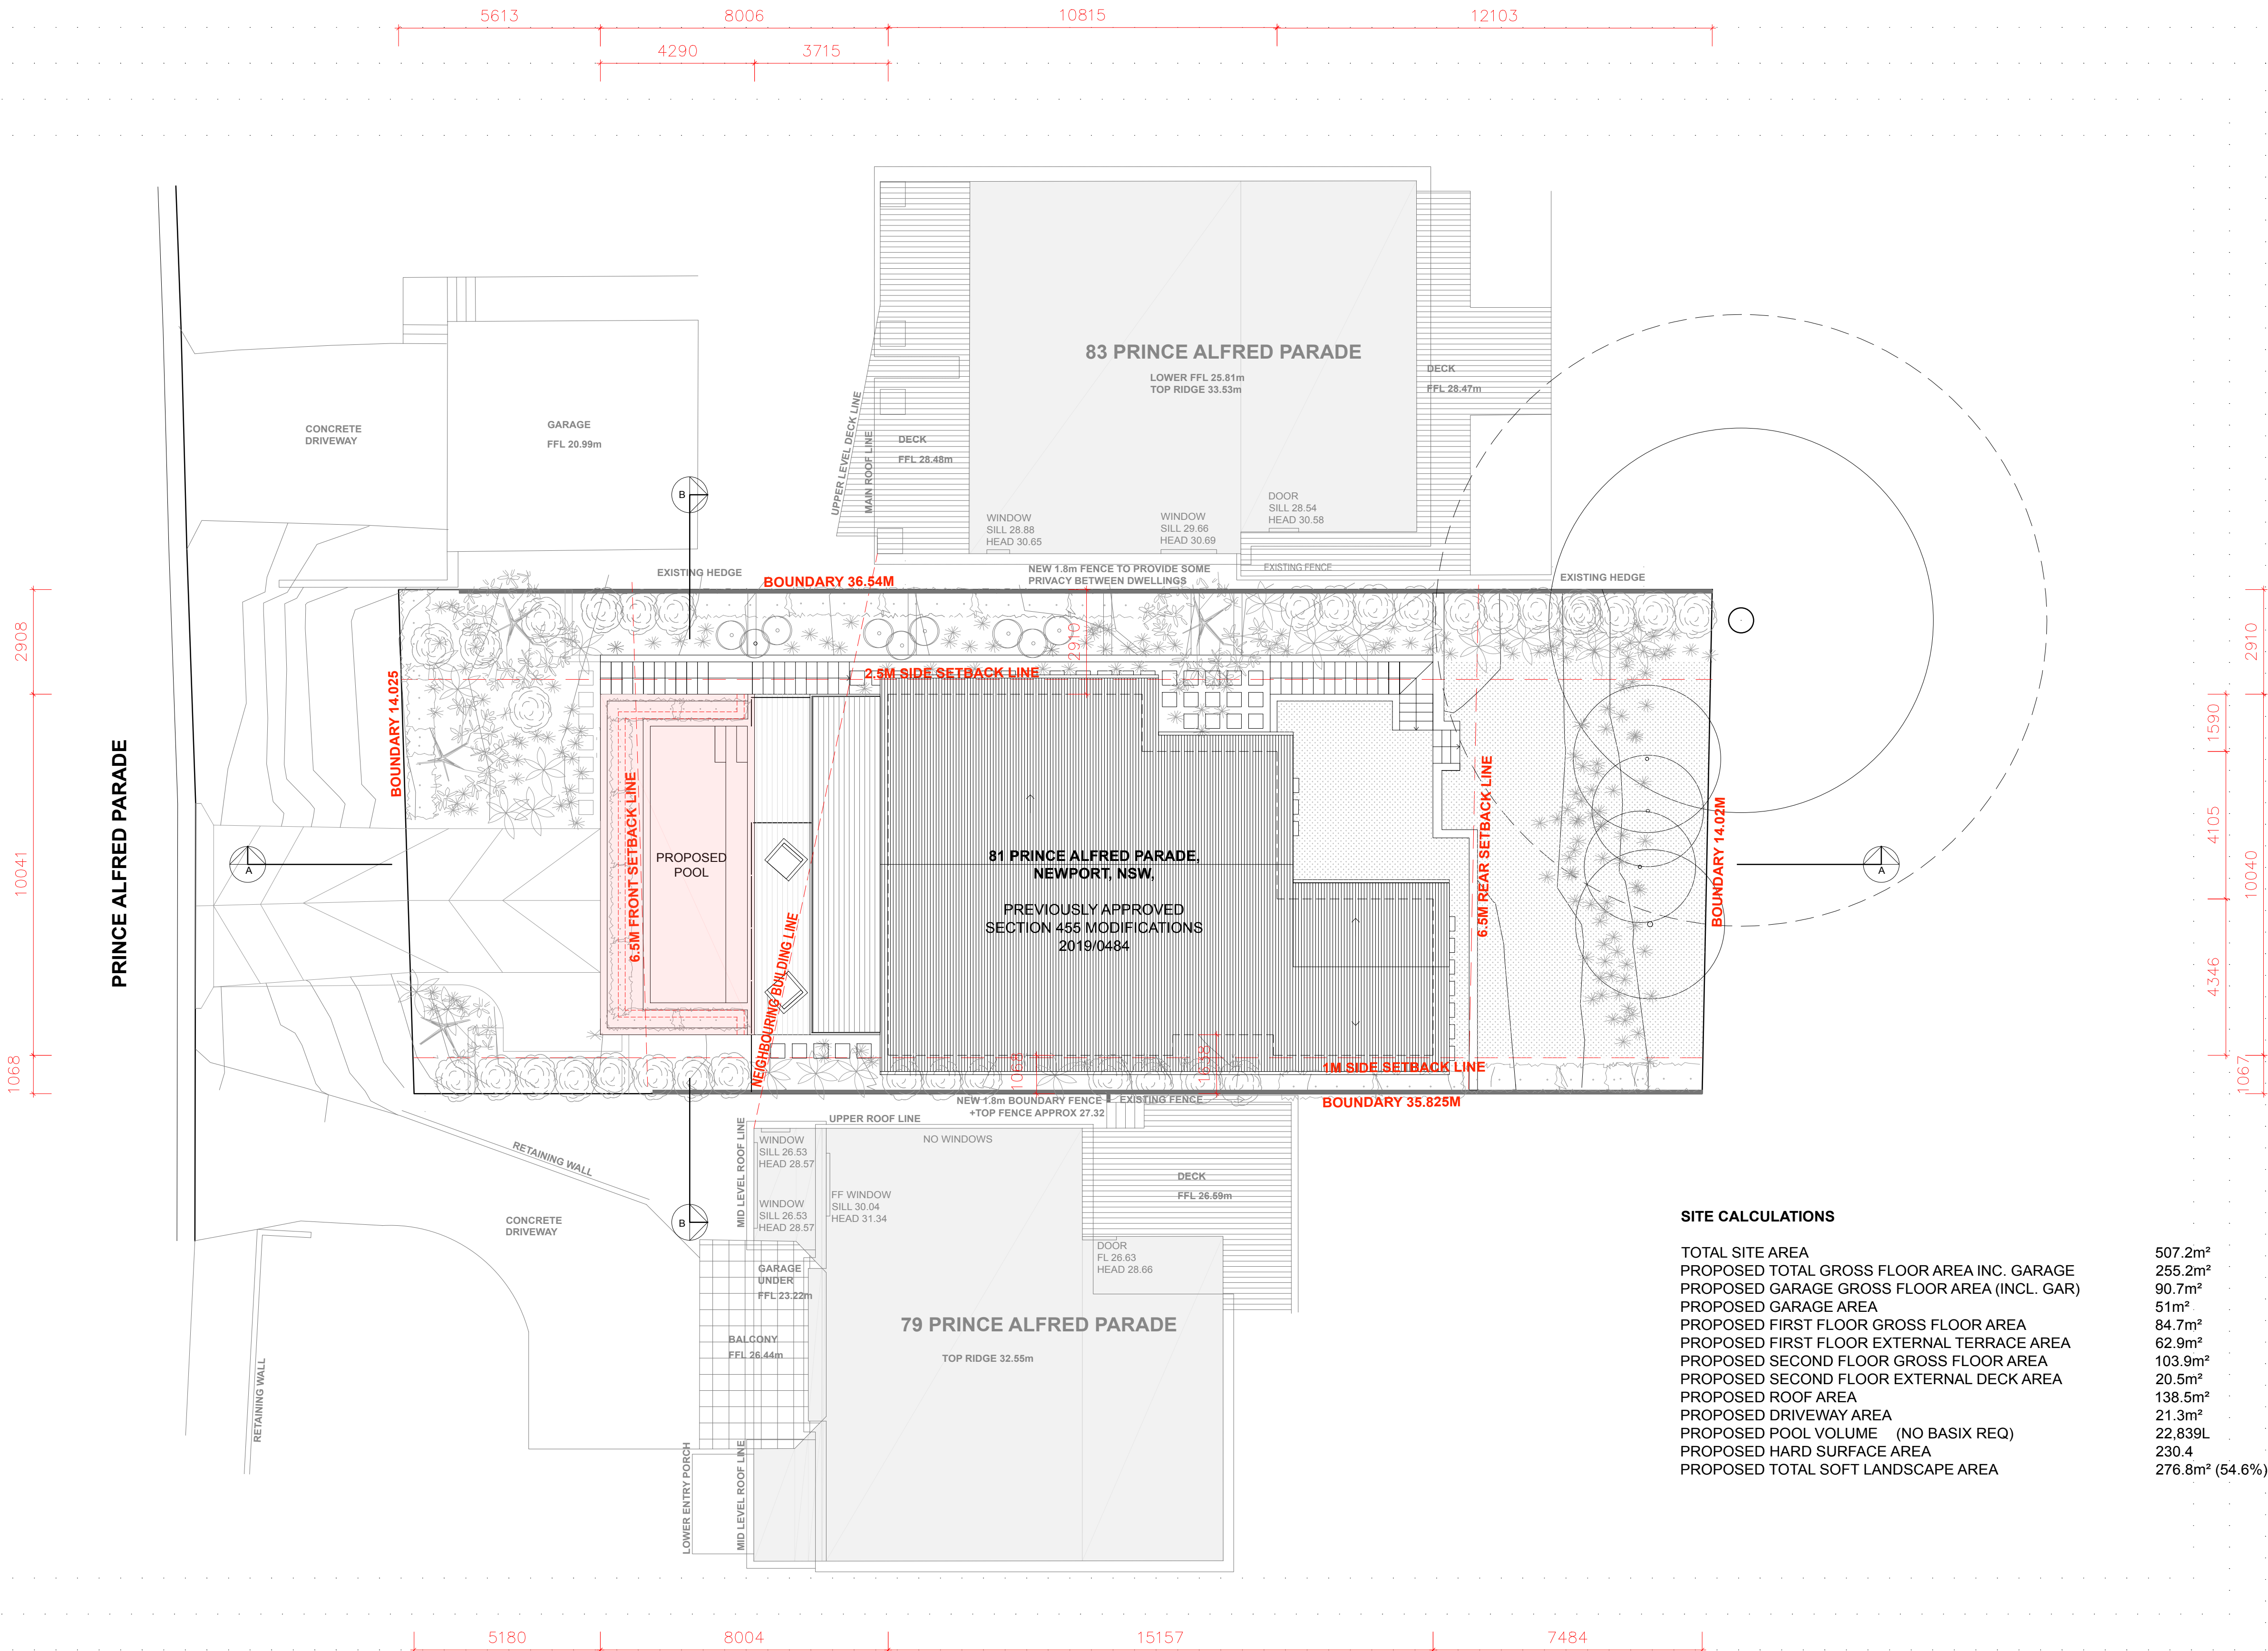 5613
8006
10815
12103
4290
3715
83 PRINCE ALFRED PARADE
LOWER FFL 25.81m
TOP RIDGE 33.53m
DECK
FFL 28.47m
UPPER LEVEL DECK LINE
MAIN ROOF LINE
DECK
FFL 28.48m
CONCRETE
DRIVEWAY
GARAGE
FFL 20.99m
B
WINDOW
SILL 28.88
HEAD 30.65
WINDOW
SILL 29.66
HEAD 30.69
DOOR
SILL 28.54
HEAD 30.58
EXISTING HEDGE
BOUNDARY 36.54M
NEW 1.8m FENCE TO PROVIDE SOME
PRIVACY BETWEEN DWELLINGS
EXISTING FENCE
EXISTING HEDGE
2908
10041
1068
PRINCE ALFRED PARADE
BOUNDARY 14.025
2.5M SIDE SETBACK LINE
2910
6.5M FRONT SETBACK LINE
PROPOSED
POOL
A
NEIGHBOURING BUILDING LINE
81 PRINCE ALFRED PARADE,
NEWPORT, NSW,
PREVIOUSLY APPROVED
SECTION 455 MODIFICATIONS
2019/0484
6.5M REAR SETBACK LINE
BOUNDARY 14.02M
A
2910
1590
4105
10040
4346
1067
1068
1638
1M SIDE SETBACK LINE
BOUNDARY 35.825M
NEW 1.8m BOUNDARY FENCE
+TOP FENCE APPROX 27.32
EXISTING FENCE
UPPER ROOF LINE
NO WINDOWS
RETAINING WALL
MID LEVEL ROOF LINE
WINDOW
SILL 26.53
HEAD 28.57
WINDOW
SILL 26.53
HEAD 28.57
FF WINDOW
SILL 30.04
HEAD 31.34
DECK
FFL 26.59m
B
CONCRETE
DRIVEWAY
DOOR
FL 26.63
HEAD 28.66
GARAGE
UNDER
FFL 23.22m
79 PRINCE ALFRED PARADE
TOP RIDGE 32.55m
BALCONY
FFL 26.44m
RETAINING WALL
LOWER ENTRY PORCH
MID LEVEL ROOF LINE
SITE CALCULATIONS
TOTAL SITE AREA 507.2m²
PROPOSED TOTAL GROSS FLOOR AREA INC. GARAGE 255.2m²
PROPOSED GARAGE GROSS FLOOR AREA (INCL. GAR) 90.7m²
PROPOSED GARAGE AREA 51m²
PROPOSED FIRST FLOOR GROSS FLOOR AREA 84.7m²
PROPOSED FIRST FLOOR EXTERNAL TERRACE AREA 62.9m²
PROPOSED SECOND FLOOR GROSS FLOOR AREA 103.9m²
PROPOSED SECOND FLOOR EXTERNAL DECK AREA 20.5m²
PROPOSED ROOF AREA 138.5m²
PROPOSED DRIVEWAY AREA 21.3m²
PROPOSED POOL VOLUME (NO BASIX REQ) 22,839L
PROPOSED HARD SURFACE AREA 230.4
PROPOSED TOTAL SOFT LANDSCAPE AREA 276.8m² (54.6%)
5180
8004
15157
7484